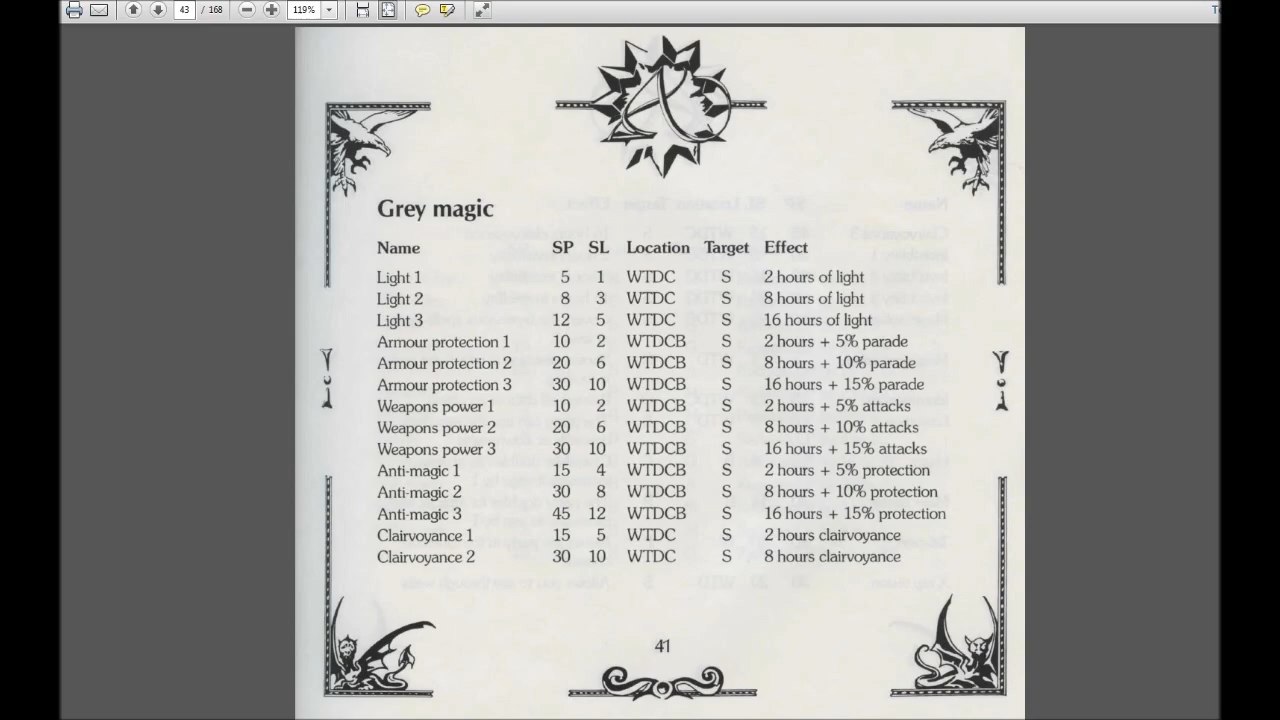 43 / 168 119%
Grey magic
Name SP SL Location Target Effect
Light 1 5 1 WTDC S 2 hours of light
Light 2 8 3 WTDC S 8 hours of light
Light 3 12 5 WTDC S 16 hours of light
Armour protection 1 10 2 WTDCB S 2 hours + 5% parade
Armour protection 2 20 6 WTDCB S 8 hours + 10% parade
Armour protection 3 30 10 WTDCB S 16 hours + 15% parade
Weapons power 1 10 2 WTDCB S 2 hours + 5% attacks
Weapons power 2 20 6 WTDCB S 8 hours + 10% attacks
Weapons power 3 30 10 WTDCB S 16 hours + 15% attacks
Anti-magic 1 15 4 WTDCB S 2 hours + 5% protection
Anti-magic 2 30 8 WTDCB S 8 hours + 10% protection
Anti-magic 3 45 12 WTDCB S 16 hours + 15% protection
Clairvoyance 1 15 5 WTDC S 2 hours clairvoyance
Clairvoyance 2 30 10 WTDC S 8 hours clairvoyance
41